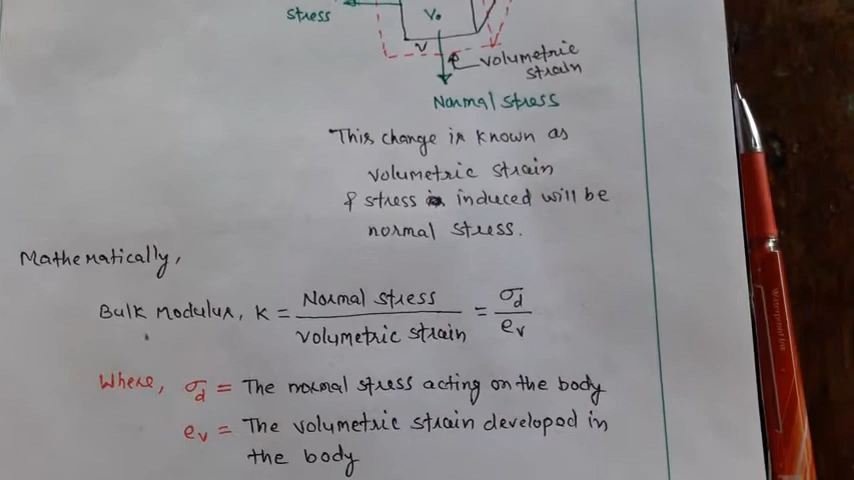 stress
V₀
V
volumetric
strain
Normal stress
This change is known as
volumetric strain
& stress induced will be
normal stress.
Mathematically,
Bulk Modulus, K = Normal stress / volumetric strain = σd / ev
Where, σd = The normal stress acting on the body
ev = The volumetric strain developod in
the body